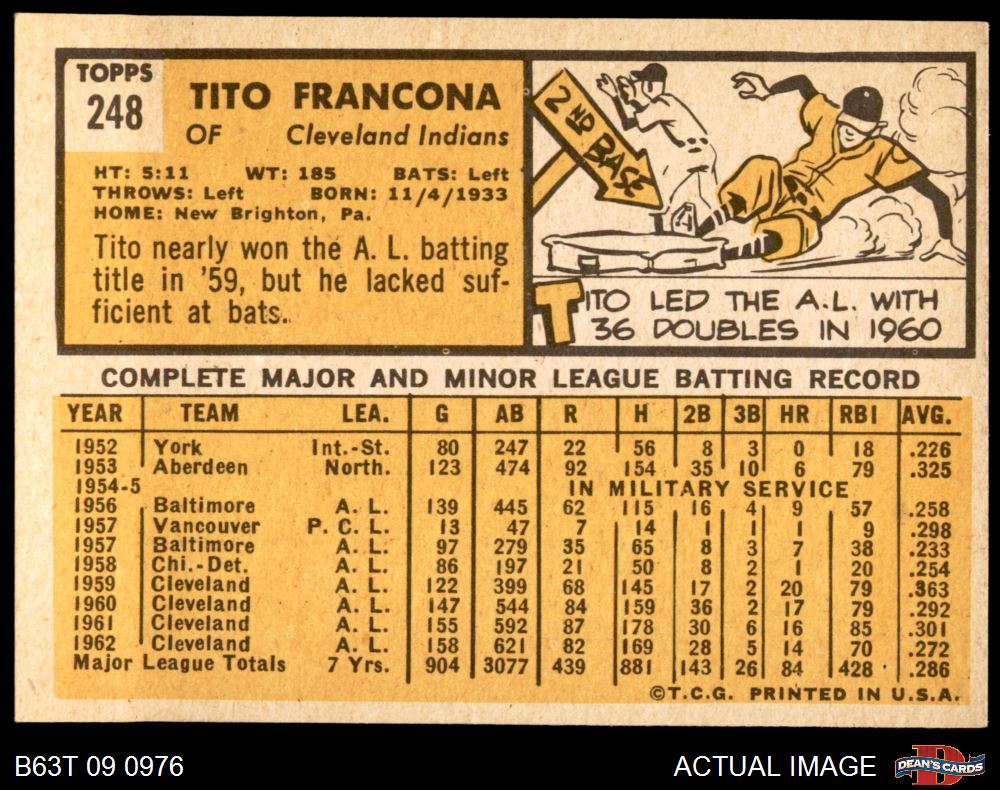 TOPPS
248
TITO FRANCONA
OF Cleveland Indians
HT: 5:11 WT: 185 BATS: Left
THROWS: Left BORN: 11/4/1933
HOME: New Brighton, Pa.
Tito nearly won the A. L. batting
title in '59, but he lacked suf-
ficient at bats.
2ND BASE
TITO LED THE A.L. WITH
36 DOUBLES IN 1960
COMPLETE MAJOR AND MINOR LEAGUE BATTING RECORD
YEAR TEAM LEA. G AB R H 2B 3B HR RBI AVG.
1952 York Int.-St. 80 247 22 56 8 3 0 18 .226
1953 Aberdeen North. 123 474 92 154 35 10 6 79 .325
1954-5 IN MILITARY SERVICE
1956 Baltimore A. L. 139 445 62 115 16 4 9 57 .258
1957 Vancouver P. C. L. 13 47 7 14 1 1 1 9 .298
1957 Baltimore A. L. 97 279 35 65 8 3 7 38 .233
1958 Chi.-Det. A. L. 86 197 21 50 8 2 1 20 .254
1959 Cleveland A. L. 122 399 68 145 17 2 20 79 .363
1960 Cleveland A. L. 147 544 84 159 36 2 17 79 .292
1961 Cleveland A. L. 155 592 87 178 30 6 16 85 .301
1962 Cleveland A. L. 158 621 82 169 28 5 14 70 .272
Major League Totals 7 Yrs. 904 3077 439 881 143 26 84 428 .286
©T.C.G. PRINTED IN U.S.A.
B63T 09 0976
ACTUAL IMAGE
DEAN'S CARDS